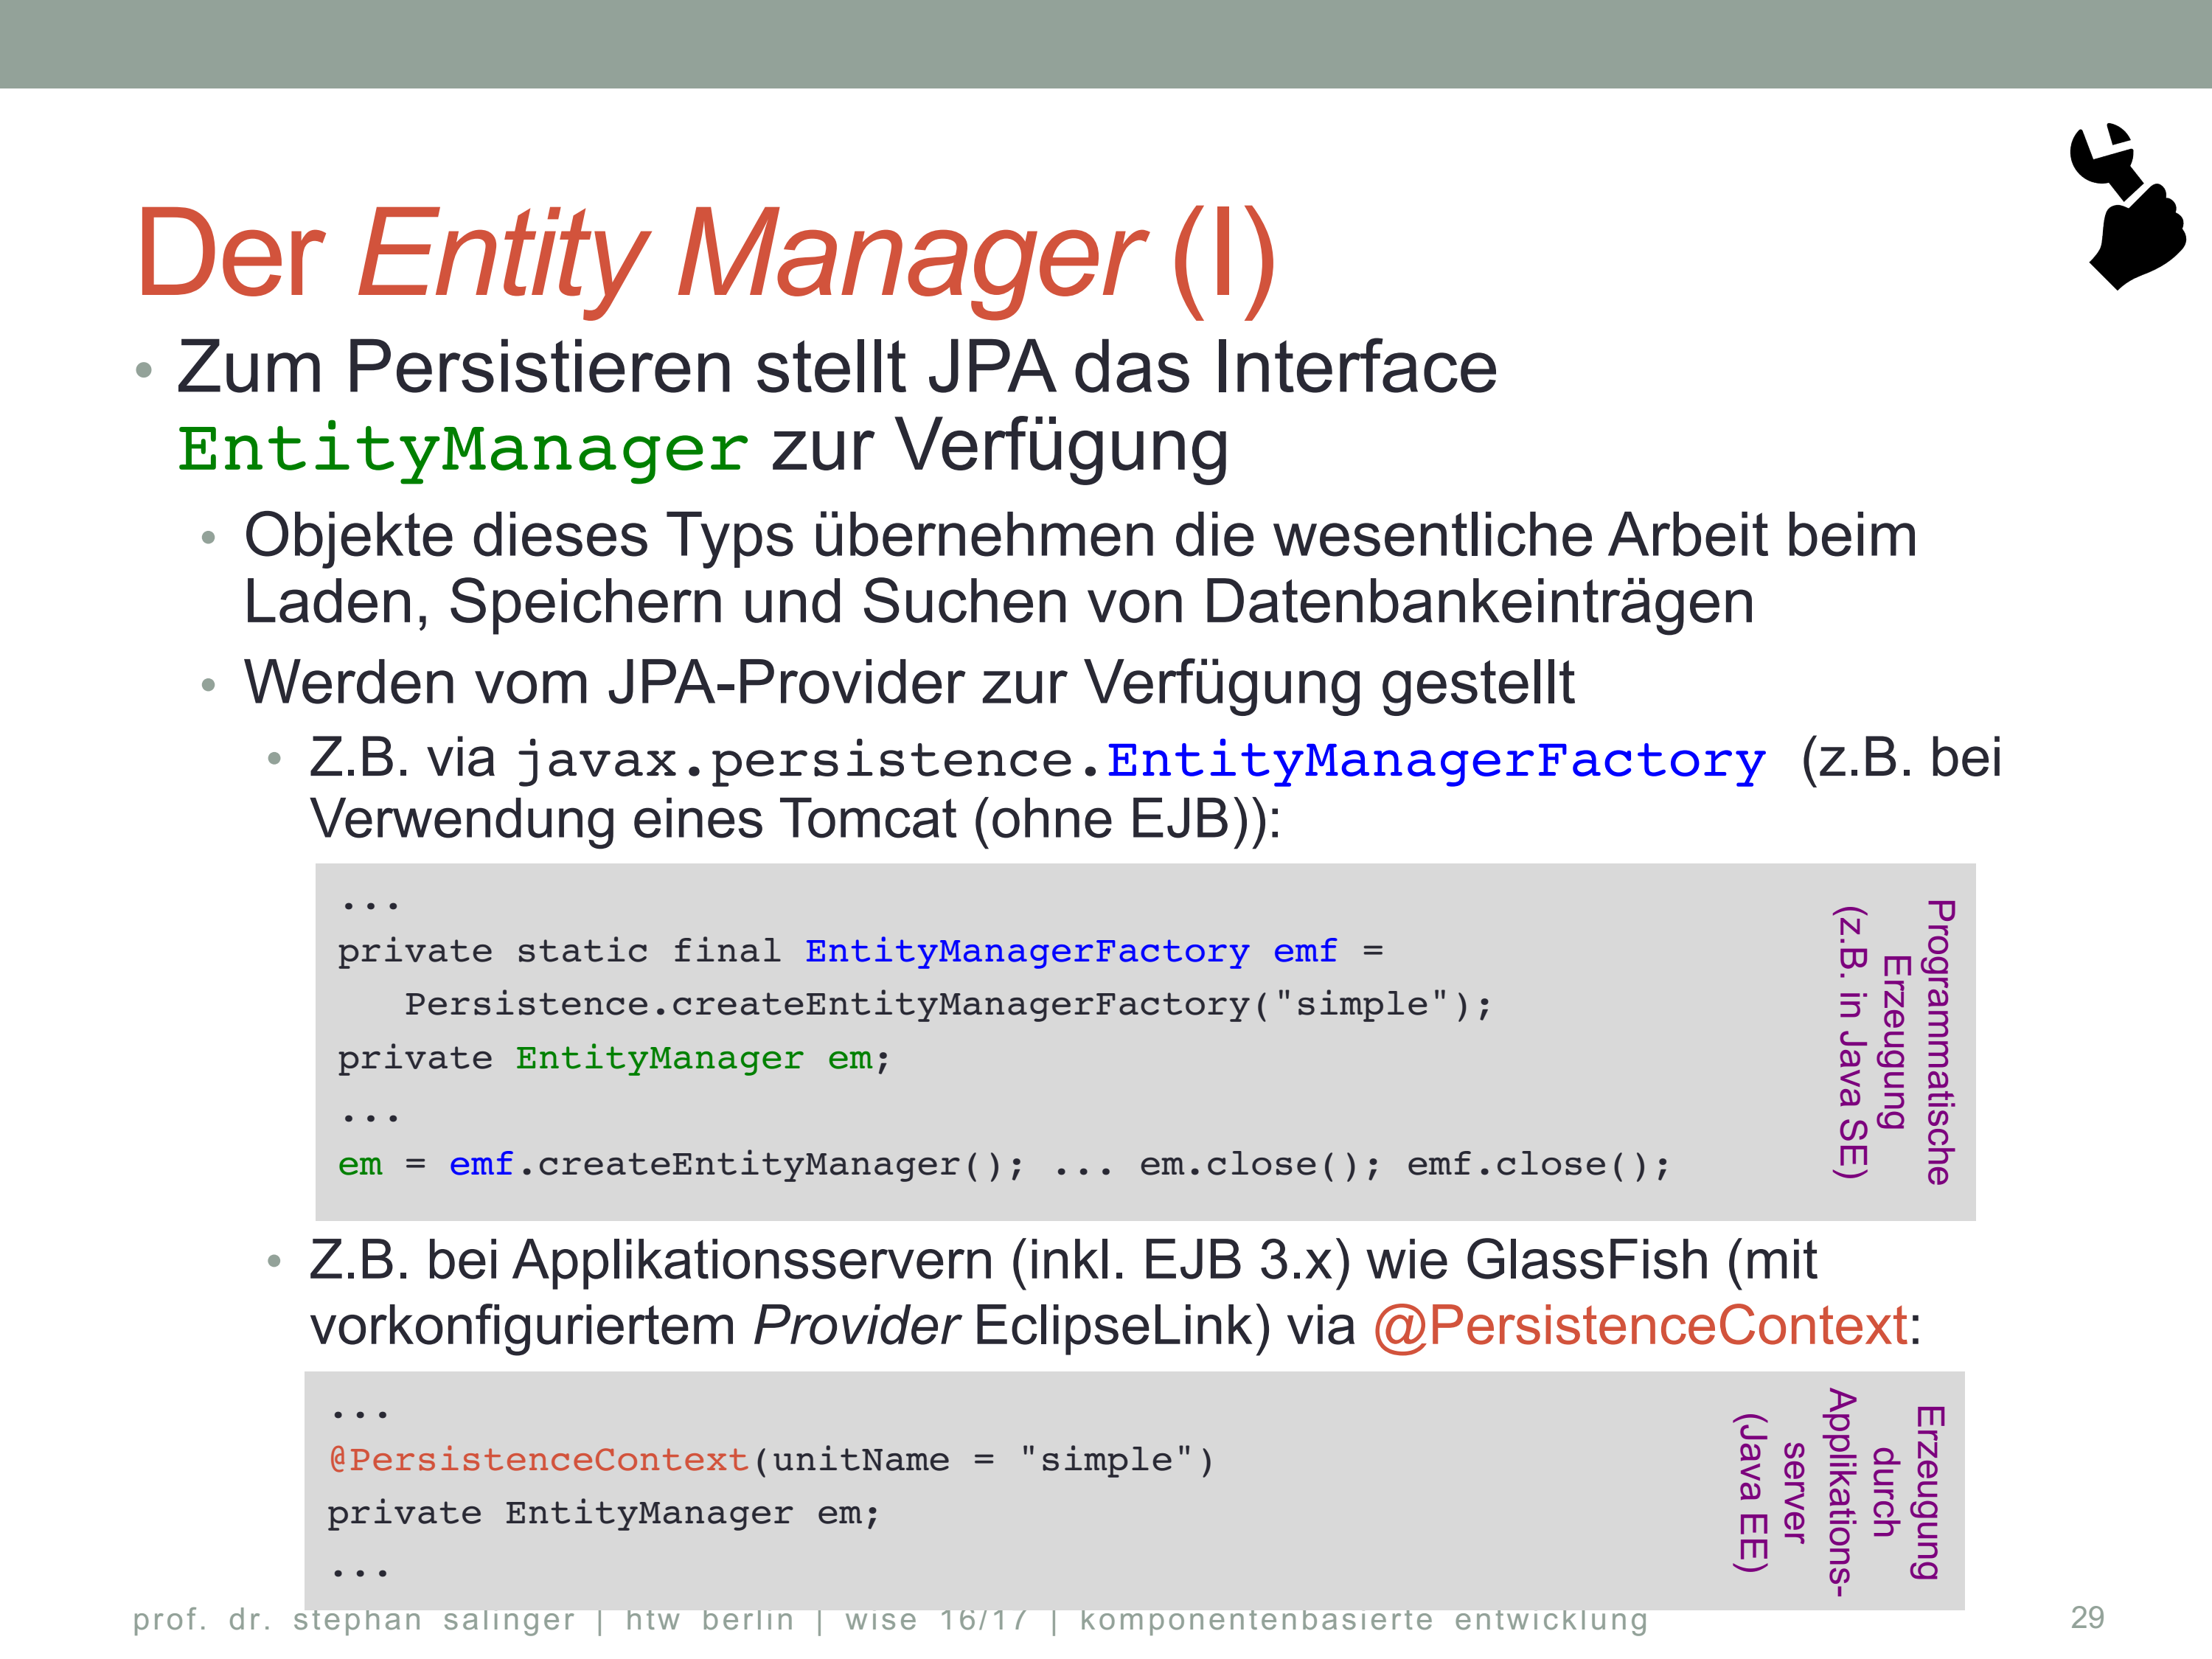 Der Entity Manager (I)
• Zum Persistieren stellt JPA das Interface
EntityManager zur Verfügung
• Objekte dieses Typs übernehmen die wesentliche Arbeit beim
Laden, Speichern und Suchen von Datenbankeinträgen
• Werden vom JPA-Provider zur Verfügung gestellt
• Z.B. via javax.persistence.EntityManagerFactory (z.B. bei
Verwendung eines Tomcat (ohne EJB)):
...
private static final EntityManagerFactory emf =
Persistence.createEntityManagerFactory("simple");
private EntityManager em;
...
em = emf.createEntityManager(); ... em.close(); emf.close();
Programmatische
Erzeugung
(z.B. in Java SE)
• Z.B. bei Applikationsservern (inkl. EJB 3.x) wie GlassFish (mit
vorkonfiguriertem Provider EclipseLink) via @PersistenceContext:
...
@PersistenceContext(unitName = "simple")
private EntityManager em;
...
Erzeugung
durch
Applikations-
server
(Java EE)
prof. dr. stephan salinger | htw berlin | wise 16/17 | komponentenbasierte entwicklung
29